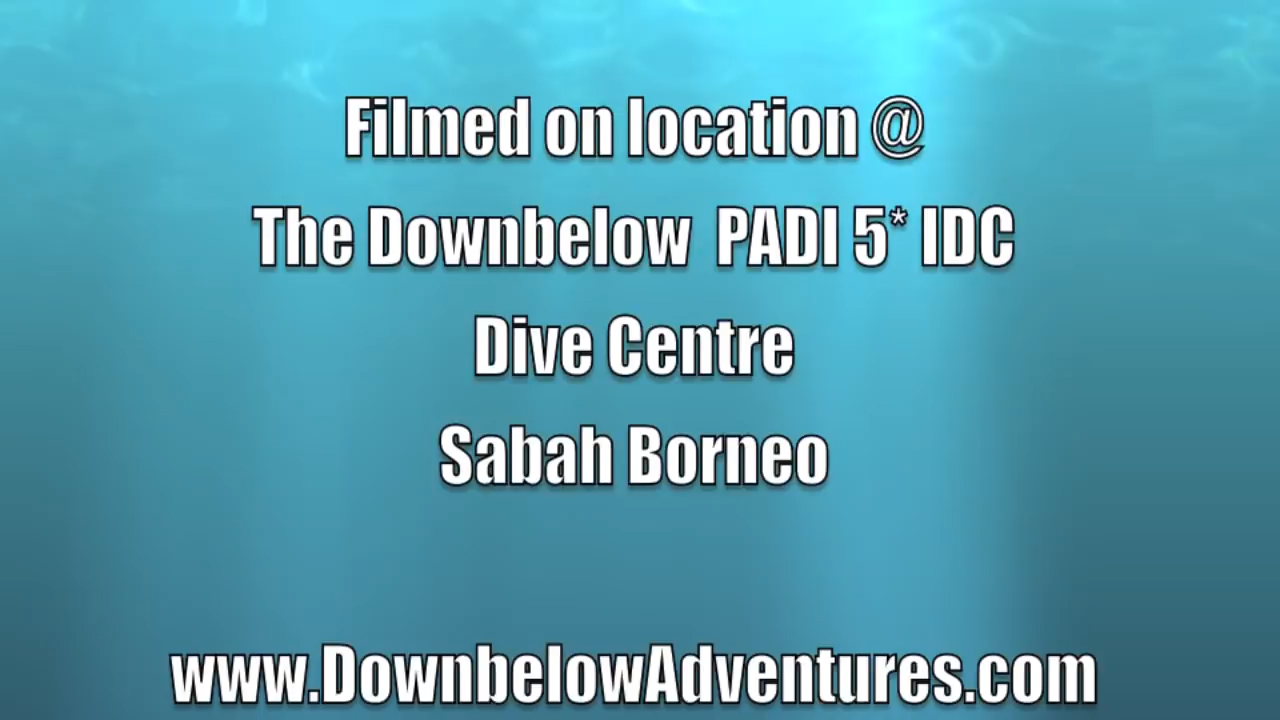 Filmed on location @
The Downbelow PADI 5* IDC
Dive Centre
Sabah Borneo
www.DownbelowAdventures.com